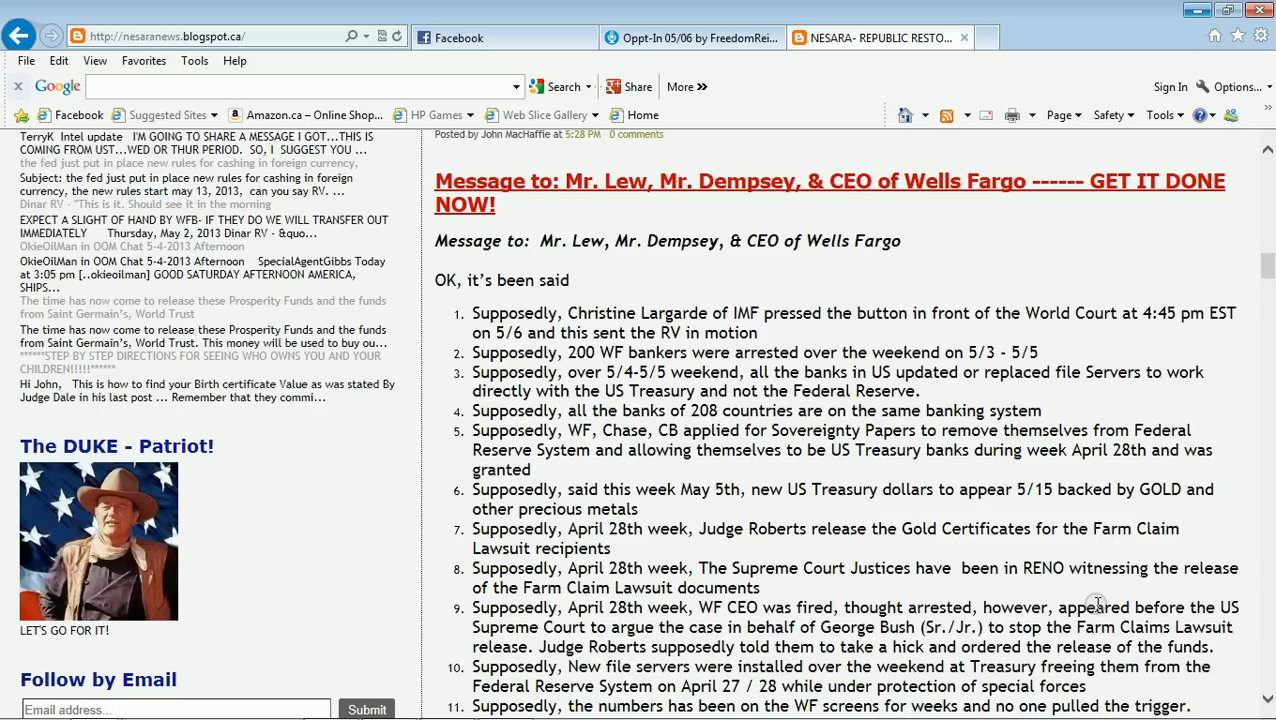 http://nesaranews.blogspot.ca/
Facebook
Oppt-In 05/06 by FreedomRei...
NESARA- REPUBLIC RESTO...
File Edit View Favorites Tools Help
Google
Search
Share
More »
Sign In
Options...
Facebook
Suggested Sites
Amazon.ca – Online Shop...
HP Games
Web Slice Gallery
Home
Page
Safety
Tools
TerryK Intel update I'M GOING TO SHARE A MESSAGE I GOT...THIS IS
COMING FROM UST...WED OR THUR PERIOD. SO, I SUGGEST YOU ...
the fed just put in place new rules for cashing in foreign currency,
Subject: the fed just put in place new rules for cashing in foreign
currency, the new rules start may 13, 2013, can you say RV. ...
Dinar RV - "This is it. Should see it in the morning
EXPECT A SLIGHT OF HAND BY WFB- IF THEY DO WE WILL TRANSFER OUT
IMMEDIATELY Thursday, May 2, 2013 Dinar RV - &quo...
OkieOilMan in OOM Chat 5-4-2013 Afternoon
OkieOilMan in OOM Chat 5-4-2013 Afternoon SpecialAgentGibbs Today
at 3:05 pm [..okieoilman] GOOD SATURDAY AFTERNOON AMERICA,
SHIPS...
The time has now come to release these Prosperity Funds and the funds
from Saint Germain's, World Trust
The time has now come to release these Prosperity Funds and the funds
from Saint Germain's, World Trust. This money will be used to buy ou...
******STEP BY STEP DIRECTIONS FOR SEEING WHO OWNS YOU AND YOUR
CHILDREN!!!!!******
Hi John, This is how to find your Birth certificate Value as was stated By
Judge Dale in his last post ... Remember that they commi...
The DUKE - Patriot!
LET'S GO FOR IT!
Follow by Email
Email address...
Submit
Posted by John MacHaffie at 5:28 PM 0 comments
Message to: Mr. Lew, Mr. Dempsey, & CEO of Wells Fargo ------ GET IT DONE
NOW!
Message to: Mr. Lew, Mr. Dempsey, & CEO of Wells Fargo
OK, it's been said
1. Supposedly, Christine Largarde of IMF pressed the button in front of the World Court at 4:45 pm EST
on 5/6 and this sent the RV in motion
2. Supposedly, 200 WF bankers were arrested over the weekend on 5/3 - 5/5
3. Supposedly, over 5/4-5/5 weekend, all the banks in US updated or replaced file Servers to work
directly with the US Treasury and not the Federal Reserve.
4. Supposedly, all the banks of 208 countries are on the same banking system
5. Supposedly, WF, Chase, CB applied for Sovereignty Papers to remove themselves from Federal
Reserve System and allowing themselves to be US Treasury banks during week April 28th and was
granted
6. Supposedly, said this week May 5th, new US Treasury dollars to appear 5/15 backed by GOLD and
other precious metals
7. Supposedly, April 28th week, Judge Roberts release the Gold Certificates for the Farm Claim
Lawsuit recipients
8. Supposedly, April 28th week, The Supreme Court Justices have been in RENO witnessing the release
of the Farm Claim Lawsuit documents
9. Supposedly, April 28th week, WF CEO was fired, thought arrested, however, appeared before the US
Supreme Court to argue the case in behalf of George Bush (Sr./Jr.) to stop the Farm Claims Lawsuit
release. Judge Roberts supposedly told them to take a hick and ordered the release of the funds.
10. Supposedly, New file servers were installed over the weekend at Treasury freeing them from the
Federal Reserve System on April 27 / 28 while under protection of special forces
11. Supposedly, the numbers has been on the WF screens for weeks and no one pulled the trigger.